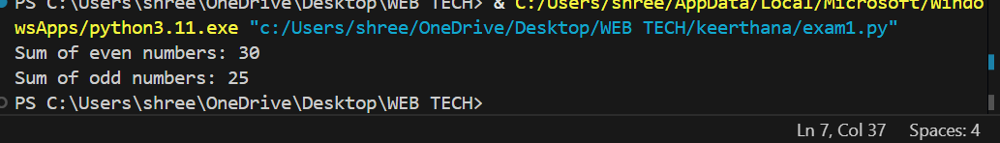 PS C:\Users\shree\OneDrive\Desktop\WEB TECH> & C:/Users/shree/AppData/Local/Microsoft/Windo
wsApps/python3.11.exe "c:/Users/shree/OneDrive/Desktop/WEB TECH/keerthana/exam1.py"
Sum of even numbers: 30
Sum of odd numbers: 25
PS C:\Users\shree\OneDrive\Desktop\WEB TECH>
Ln 7, Col 37 Spaces: 4